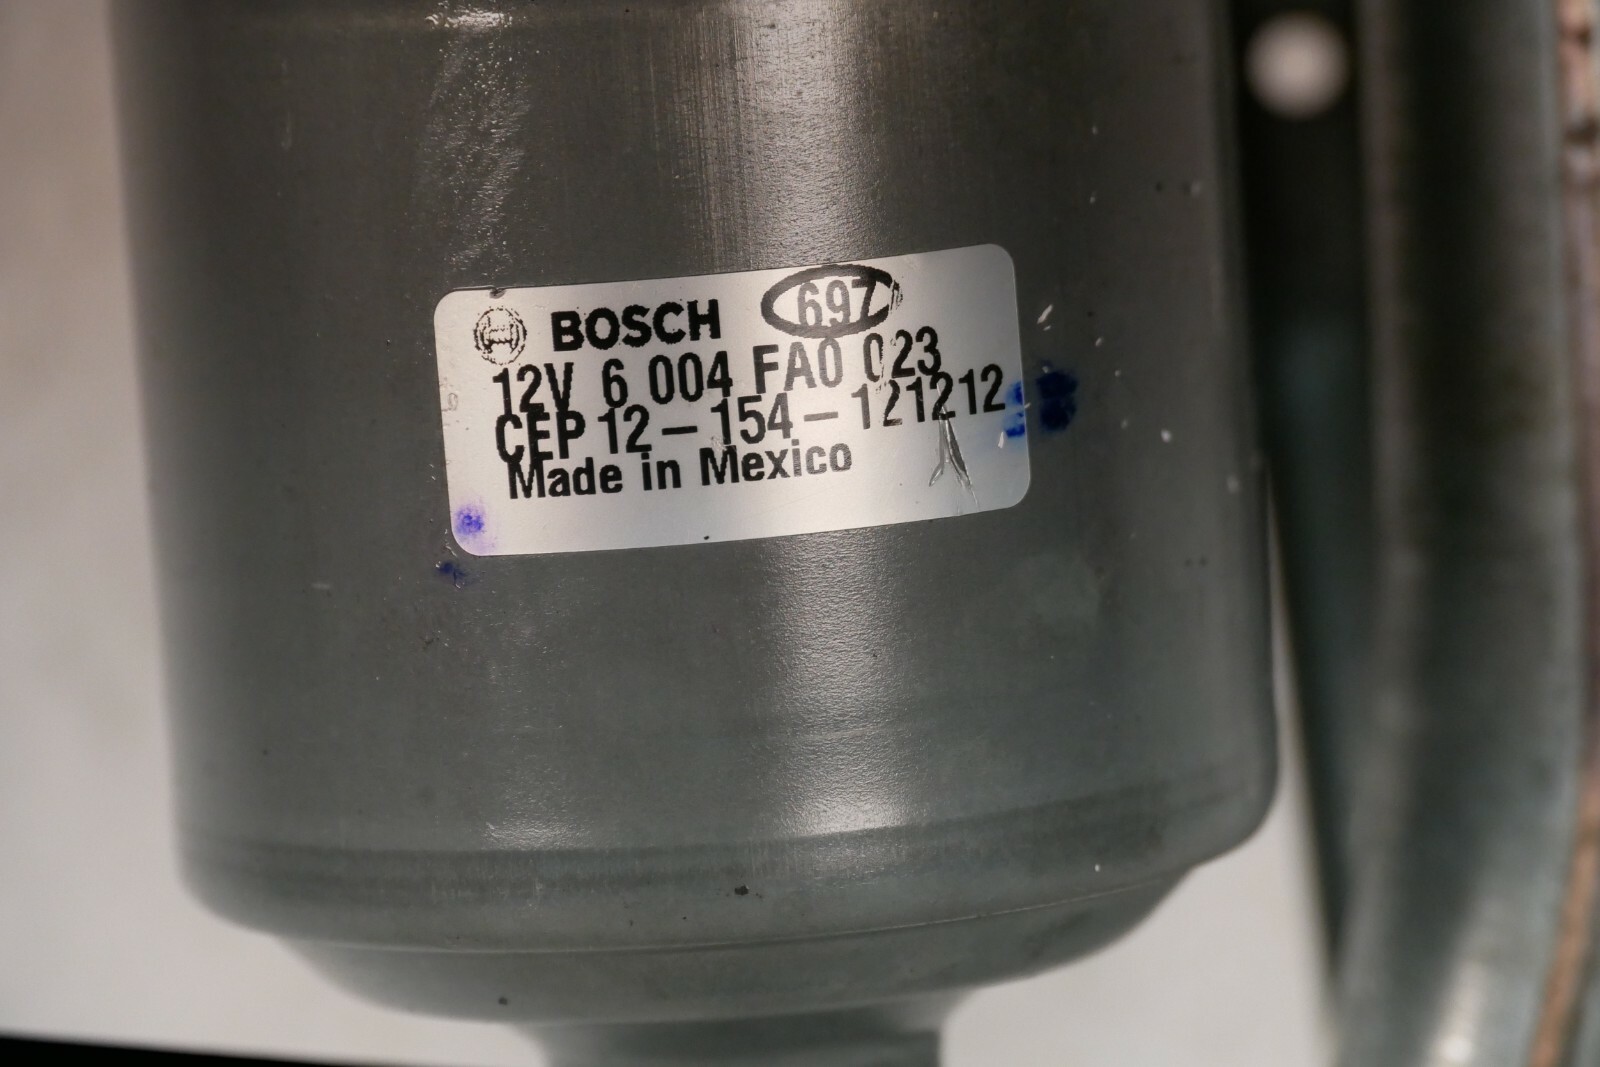 BOSCH 697
12V 6 004 FA0 023
CEP 12-154-121212
Made in Mexico